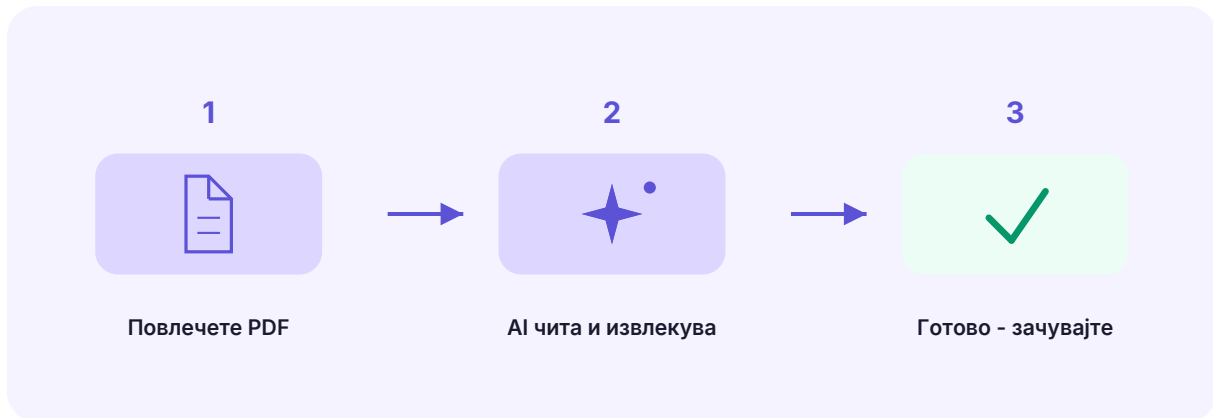 1
2
3
Повлечете PDF
AI чита и извлекува
Готово - зачувајте